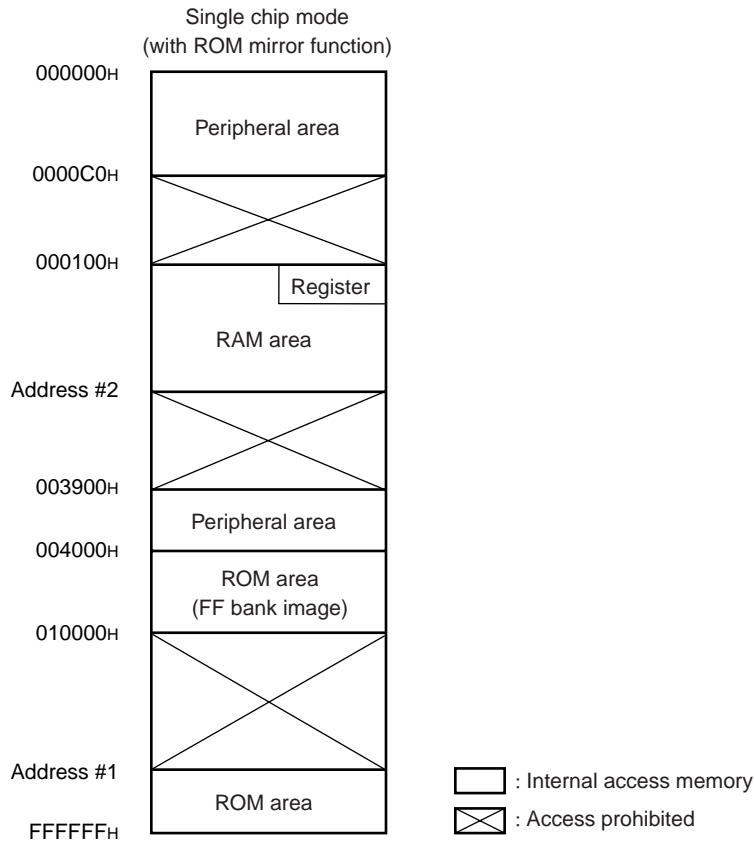 Single chip mode
(with ROM mirror function)
000000H
Peripheral area
0000C0H
000100H
Register
RAM area
Address #2
003900H
Peripheral area
004000H
ROM area
(FF bank image)
010000H
Address #1
ROM area
FFFFFFH
: Internal access memory
: Access prohibited